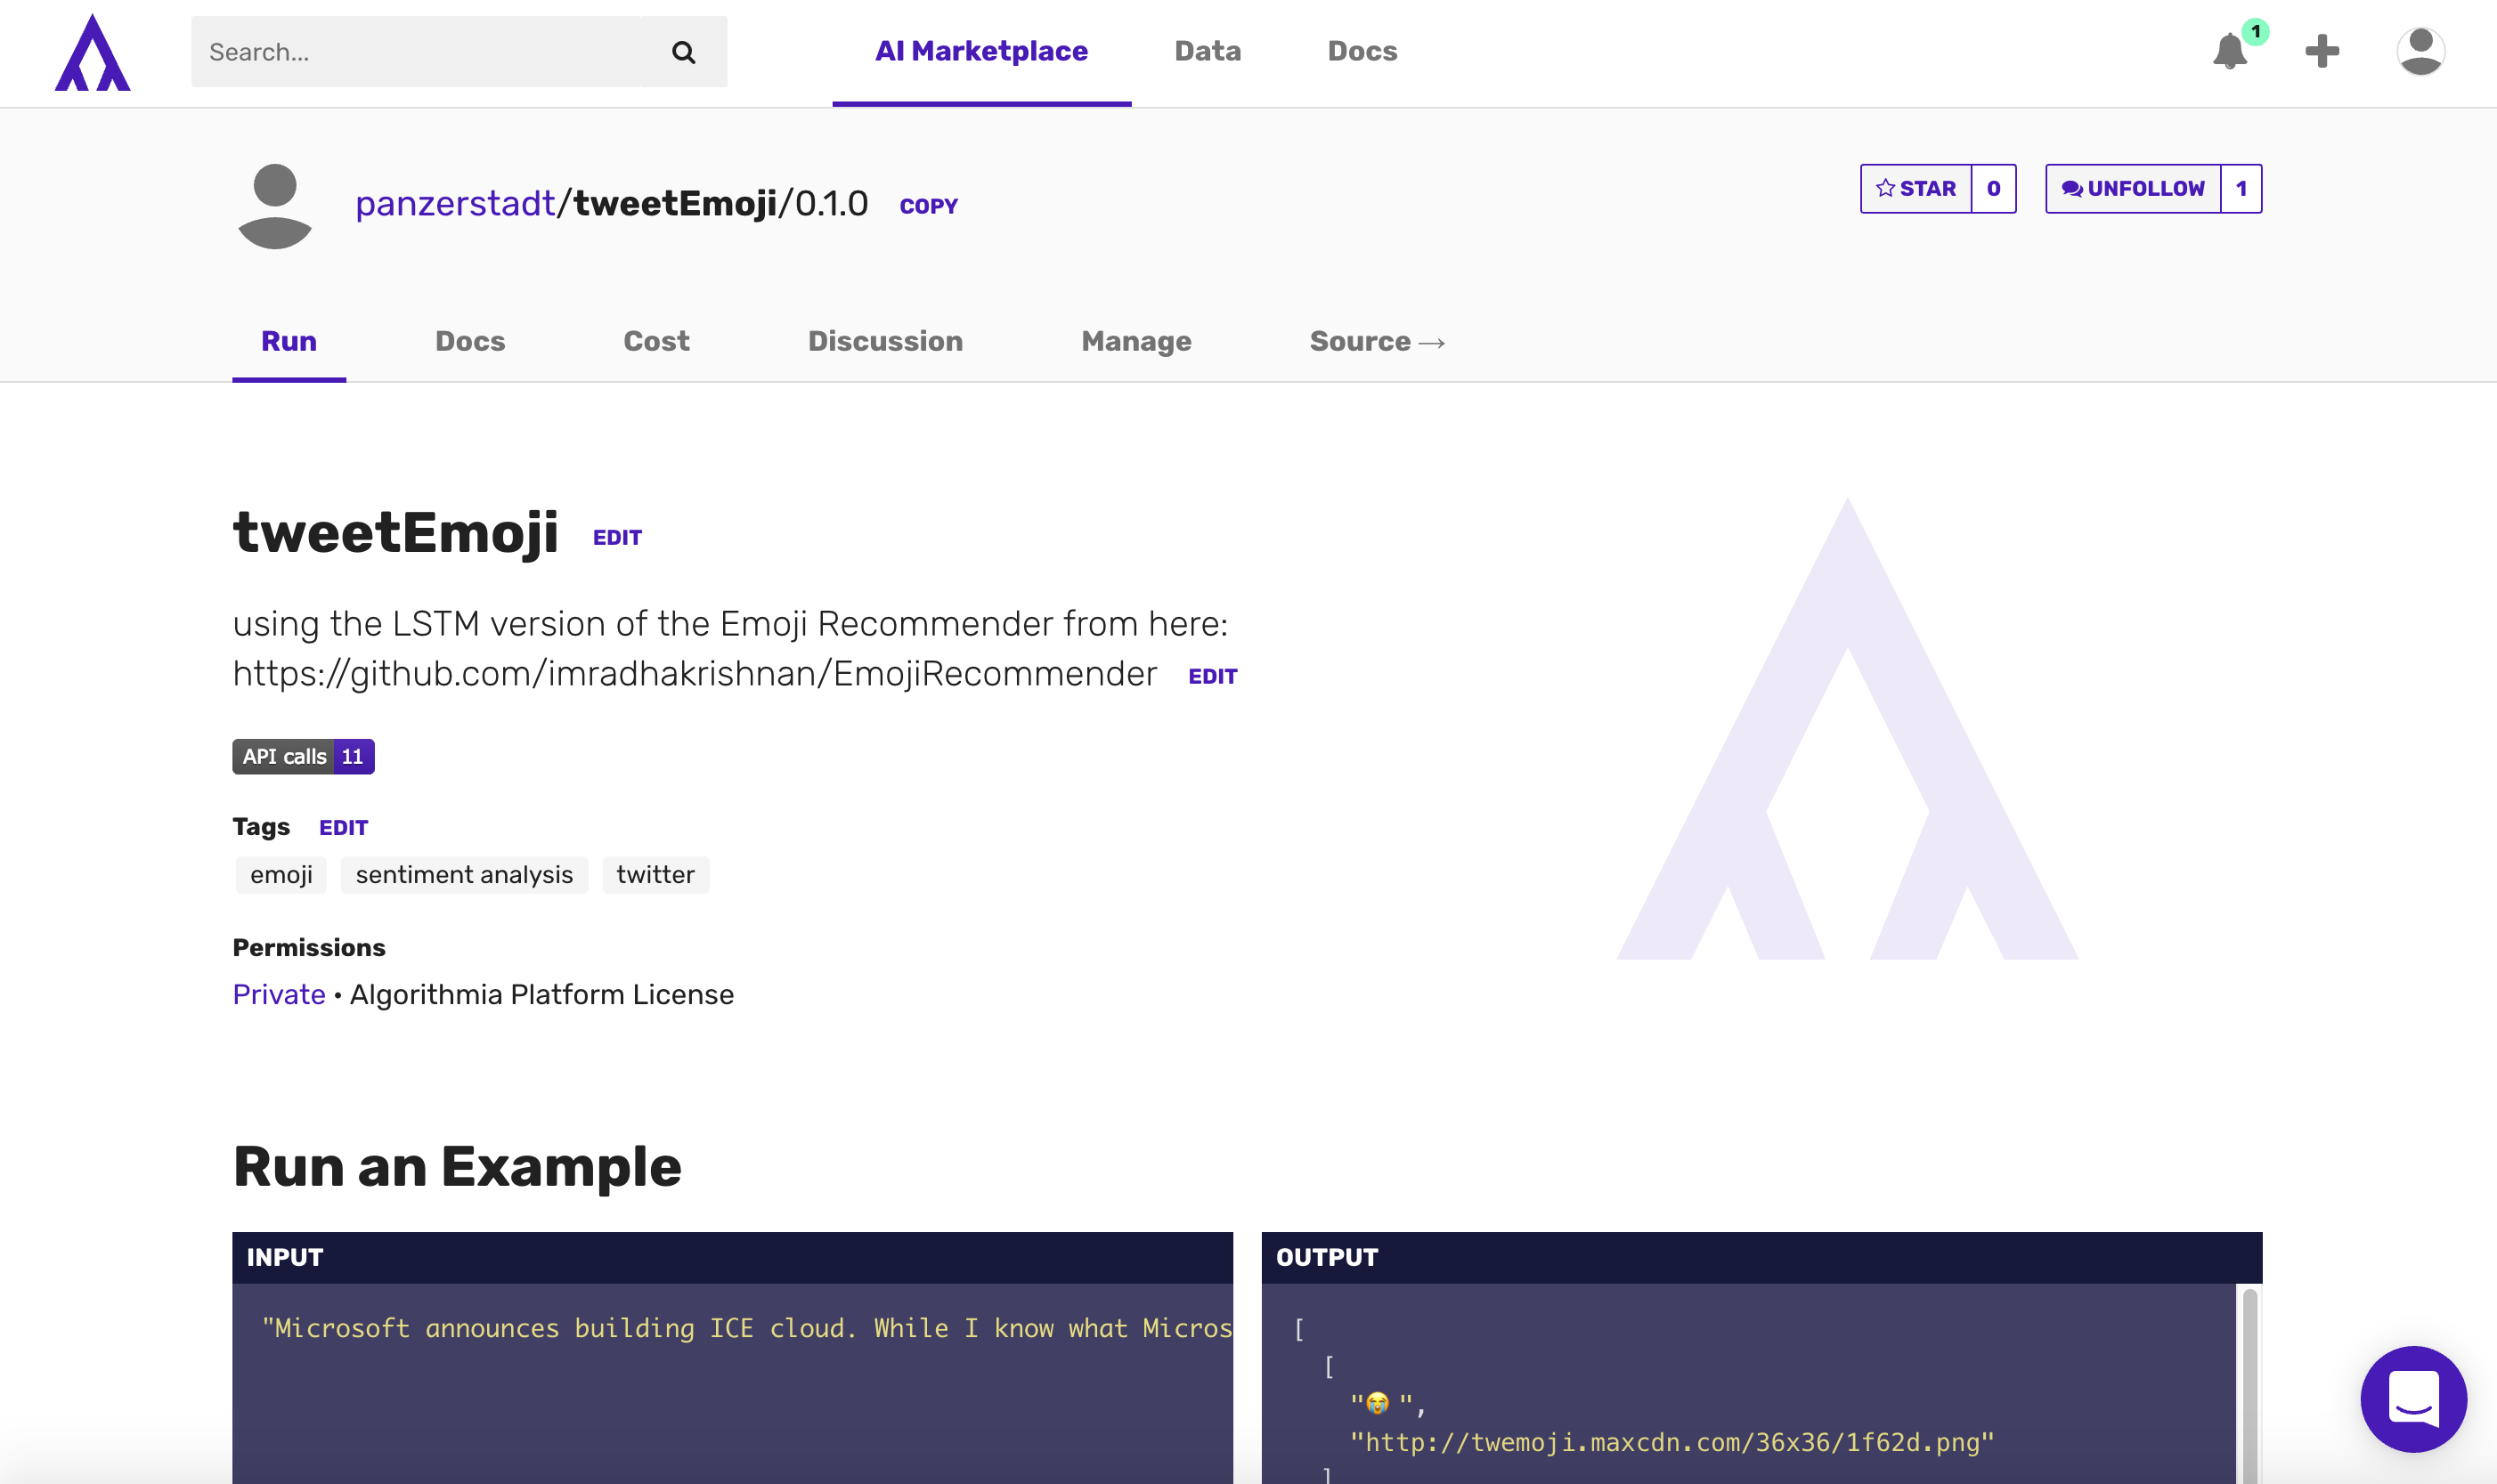 Search...
AI Marketplace
Data
Docs
1
panzerstadt/tweetEmoji/0.1.0 COPY
STAR 0
UNFOLLOW 1
Run
Docs
Cost
Discussion
Manage
Source →
tweetEmoji EDIT
using the LSTM version of the Emoji Recommender from here:
https://github.com/imradhakrishnan/EmojiRecommender EDIT
API calls 11
Tags EDIT
emoji sentiment analysis twitter
Permissions
Private • Algorithmia Platform License
Run an Example
INPUT
"Microsoft announces building ICE cloud. While I know what Micros
OUTPUT
[
[
"😭 ",
"http://twemoji.maxcdn.com/36x36/1f62d.png"
]